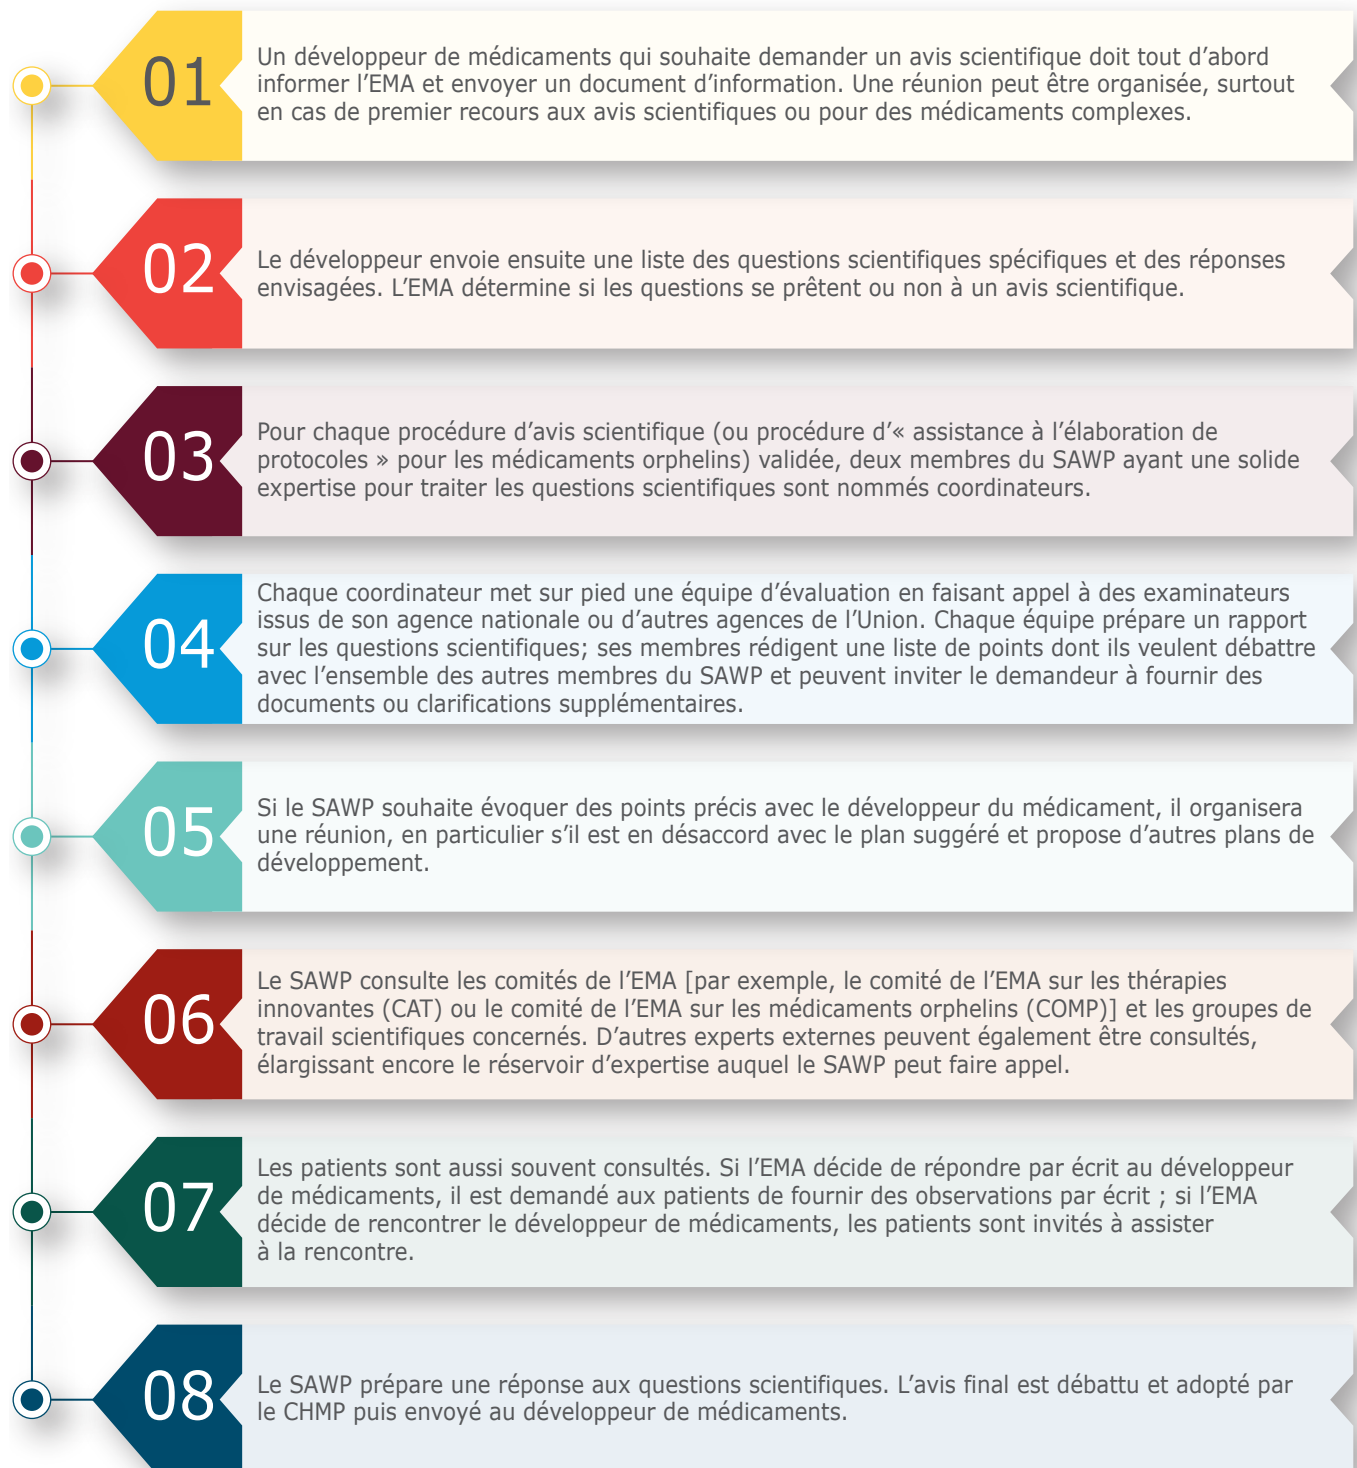 01
Un développeur de médicaments qui souhaite demander un avis scientifique doit tout d’abord
informer l’EMA et envoyer un document d’information. Une réunion peut être organisée, surtout
en cas de premier recours aux avis scientifiques ou pour des médicaments complexes.
02
Le développeur envoie ensuite une liste des questions scientifiques spécifiques et des réponses
envisagées. L’EMA détermine si les questions se prêtent ou non à un avis scientifique.
03
Pour chaque procédure d’avis scientifique (ou procédure d’« assistance à l’élaboration de
protocoles » pour les médicaments orphelins) validée, deux membres du SAWP ayant une solide
expertise pour traiter les questions scientifiques sont nommés coordinateurs.
04
Chaque coordinateur met sur pied une équipe d’évaluation en faisant appel à des examinateurs
issus de son agence nationale ou d’autres agences de l’Union. Chaque équipe prépare un rapport
sur les questions scientifiques; ses membres rédigent une liste de points dont ils veulent débattre
avec l’ensemble des autres membres du SAWP et peuvent inviter le demandeur à fournir des
documents ou clarifications supplémentaires.
05
Si le SAWP souhaite évoquer des points précis avec le développeur du médicament, il organisera
une réunion, en particulier s’il est en désaccord avec le plan suggéré et propose d’autres plans de
développement.
06
Le SAWP consulte les comités de l’EMA [par exemple, le comité de l’EMA sur les thérapies
innovantes (CAT) ou le comité de l’EMA sur les médicaments orphelins (COMP)] et les groupes de
travail scientifiques concernés. D’autres experts externes peuvent également être consultés,
élargissant encore le réservoir d’expertise auquel le SAWP peut faire appel.
07
Les patients sont aussi souvent consultés. Si l’EMA décide de répondre par écrit au développeur
de médicaments, il est demandé aux patients de fournir des observations par écrit ; si l’EMA
décide de rencontrer le développeur de médicaments, les patients sont invités à assister
à la rencontre.
08
Le SAWP prépare une réponse aux questions scientifiques. L’avis final est débattu et adopté par
le CHMP puis envoyé au développeur de médicaments.